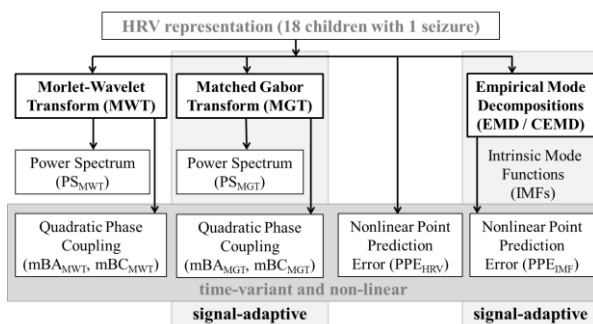 HRV representation (18 children with 1 seizure)
Morlet-Wavelet
Transform (MWT)
Matched Gabor
Transform (MGT)
Empirical Mode
Decompositions
(EMD / CEMD)
Power Spectrum
(PSMWT)
Power Spectrum
(PSMGT)
Intrinsic Mode
Functions
(IMFs)
Quadratic Phase
Coupling
(mBAMWT, mBCMWT)
Quadratic Phase
Coupling
(mBAMGT, mBCMGT)
Nonlinear Point
Prediction
Error (PPEHRV)
Nonlinear Point
Prediction
Error (PPEIMF)
time-variant and non-linear
signal-adaptive
signal-adaptive